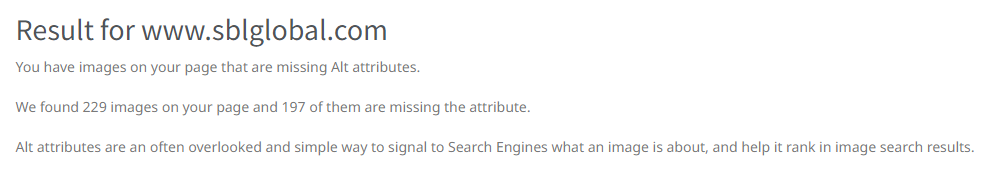 Result for www.sblglobal.com
You have images on your page that are missing Alt attributes.
We found 229 images on your page and 197 of them are missing the attribute.
Alt attributes are an often overlooked and simple way to signal to Search Engines what an image is about, and help it rank in image search results.